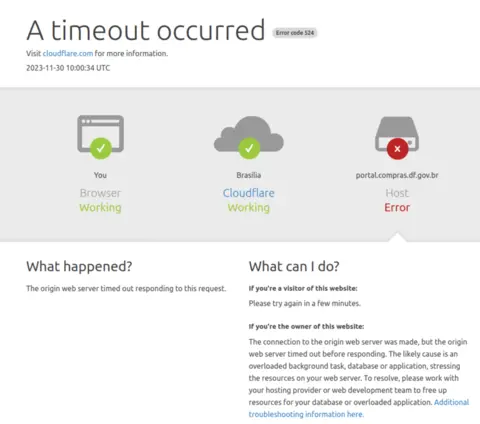 A timeout occurred Error code 524
Visit cloudflare.com for more information.
2023-11-30 10:00:34 UTC
You
Browser
Working
Brasília
Cloudflare
Working
portal.compras.df.gov.br
Host
Error
What happened?
The origin web server timed out responding to this request.
What can I do?
If you're a visitor of this website:
Please try again in a few minutes.
If you're the owner of this website:
The connection to the origin web server was made, but the origin
web server timed out before responding. The likely cause is an
overloaded background task, database or application, stressing
the resources on your web server. To resolve, please work with
your hosting provider or web development team to free up
resources for your database or overloaded application. Additional
troubleshooting information here.